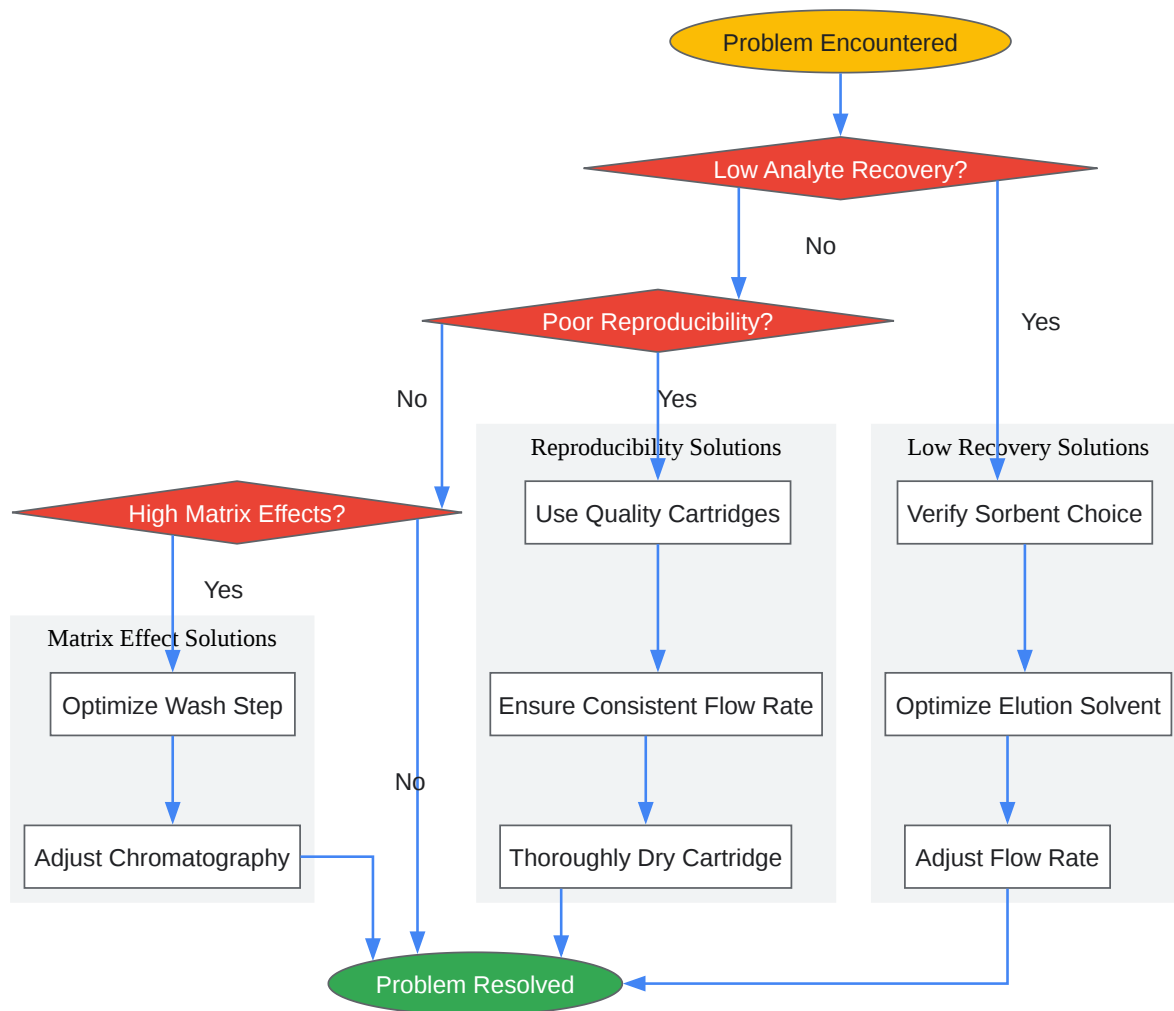 Problem Encountered
Low Analyte Recovery?
No
Yes
Poor Reproducibility?
No
Yes
Reproducibility Solutions
Low Recovery Solutions
High Matrix Effects?
Use Quality Cartridges
Verify Sorbent Choice
Yes
Matrix Effect Solutions
Optimize Wash Step
Ensure Consistent Flow Rate
Optimize Elution Solvent
No
Adjust Chromatography
Thoroughly Dry Cartridge
Adjust Flow Rate
Problem Resolved